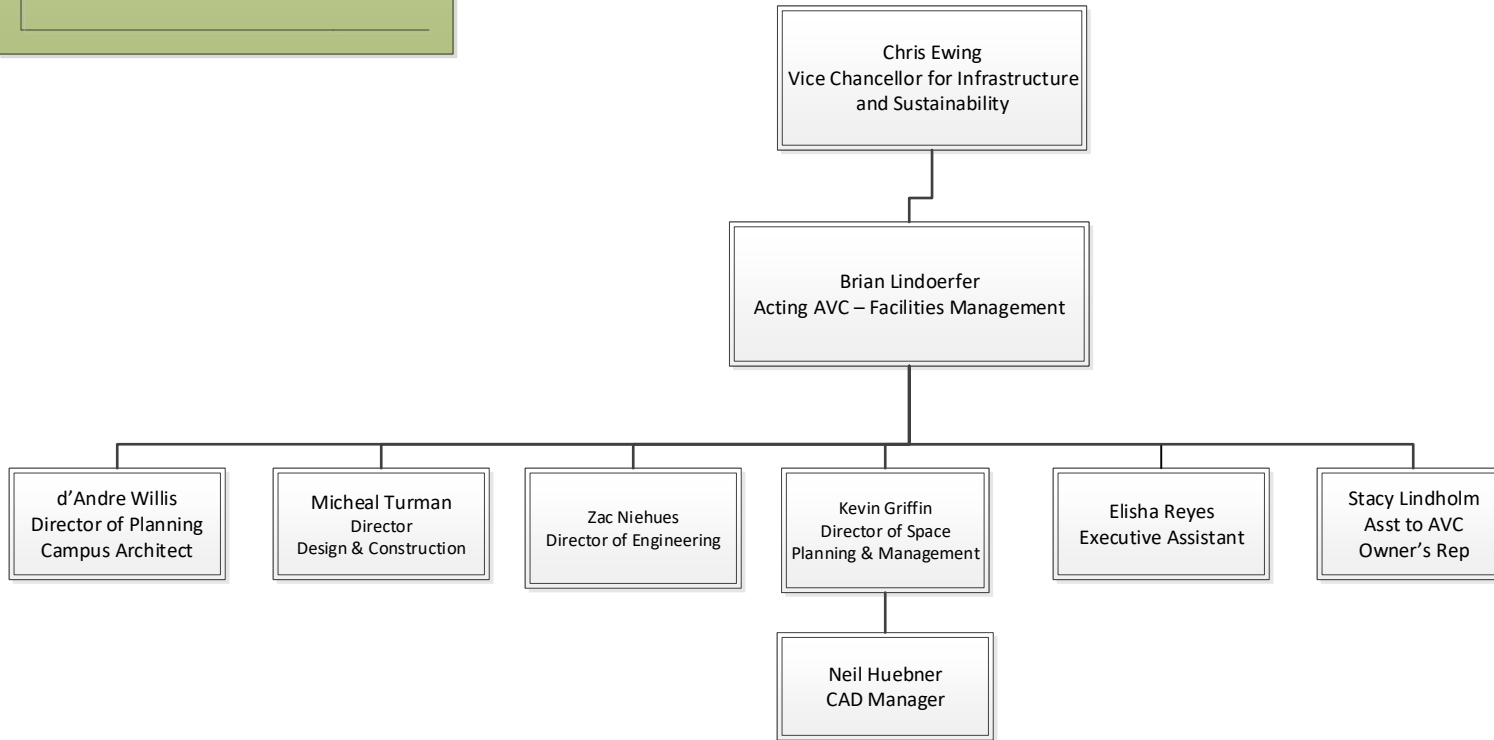 Chris Ewing
Vice Chancellor for Infrastructure
and Sustainability
Brian Lindoerfer
Acting AVC – Facilities Management
d’Andre Willis
Director of Planning
Campus Architect
Micheal Turman
Director
Design & Construction
Zac Niehues
Director of Engineering
Kevin Griffin
Director of Space
Planning & Management
Elisha Reyes
Executive Assistant
Stacy Lindholm
Asst to AVC
Owner’s Rep
Neil Huebner
CAD Manager